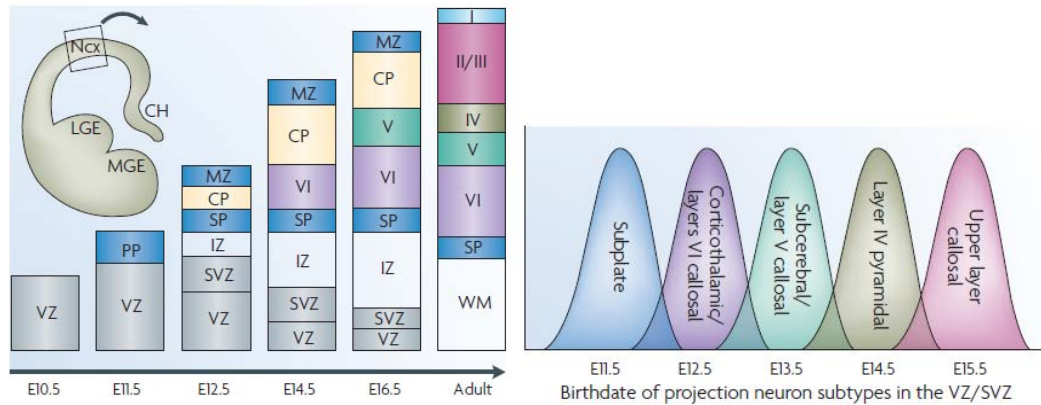 Ncx
CH
LGE
MGE
VZ
PP
VZ
MZ
CP
SP
IZ
SVZ
VZ
MZ
CP
VI
SP
IZ
SVZ
VZ
MZ
CP
V
VI
SP
IZ
SVZ
VZ
I
II/III
IV
V
VI
SP
WM
E10.5 E11.5 E12.5 E14.5 E16.5 Adult
Subplate
Corticothalamic/
layers VI callosal
Subcerebral/
layer V callosal
Layer IV pyramidal
Upper layer
callosal
E11.5 E12.5 E13.5 E14.5 E15.5
Birthdate of projection neuron subtypes in the VZ/SVZ